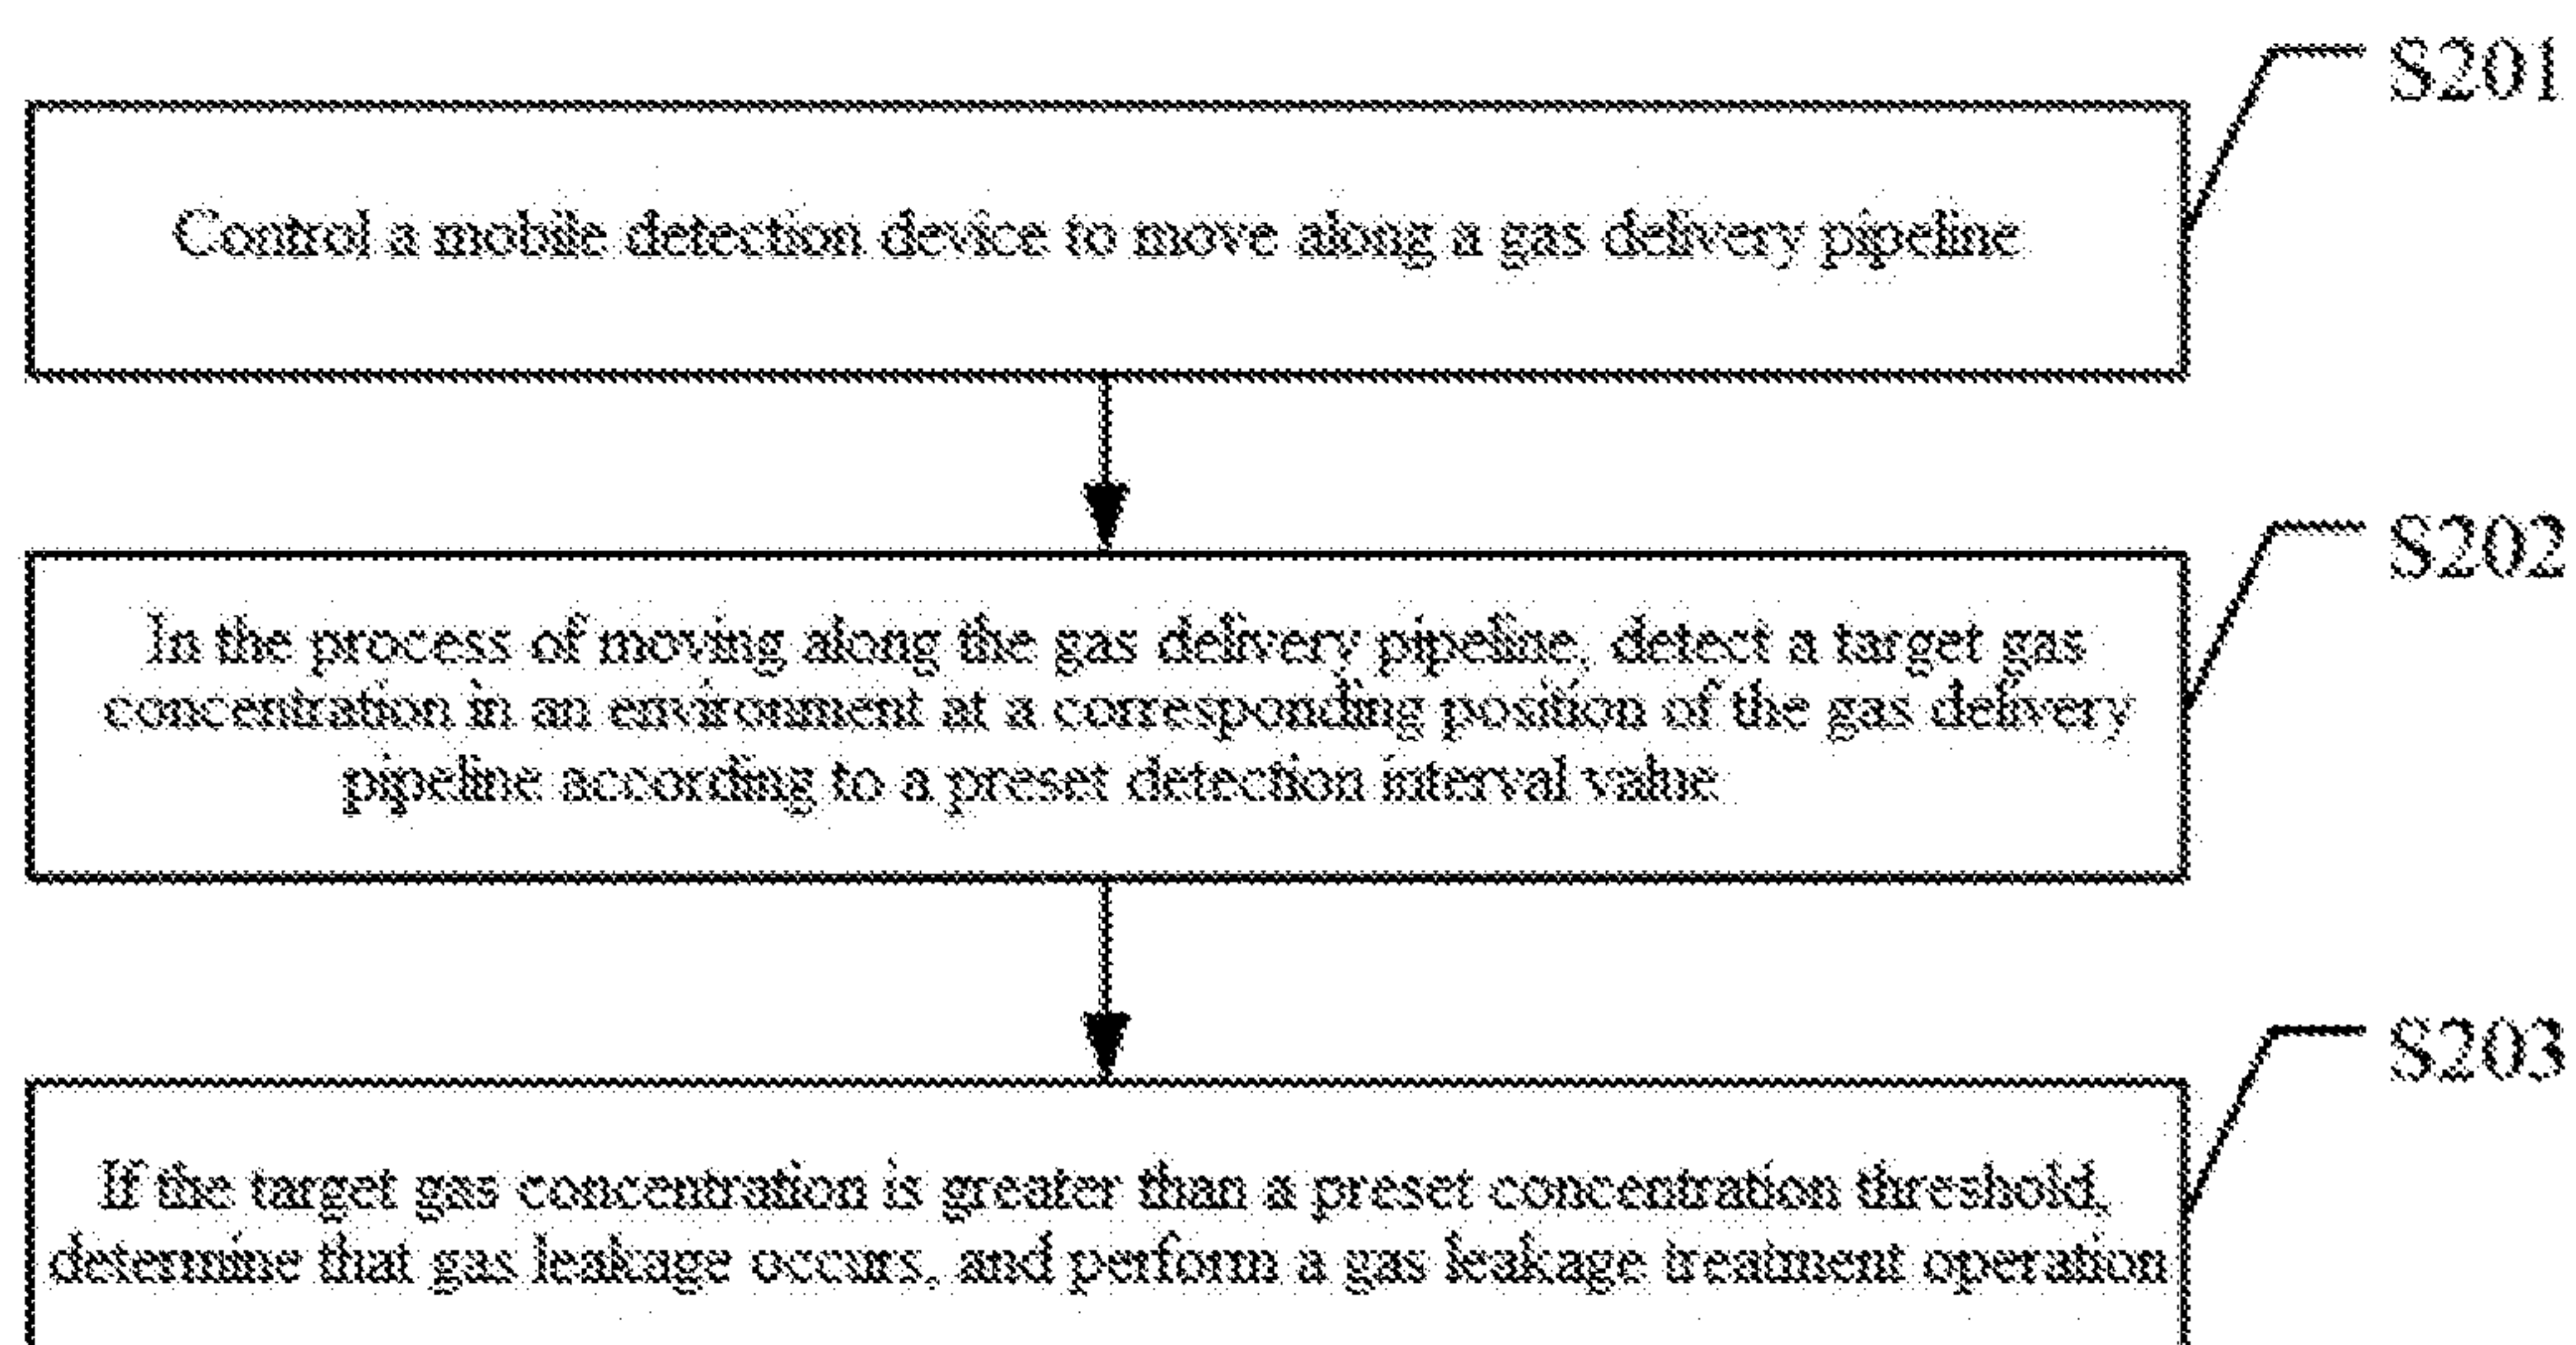 S201
Control a mobile detection device to move along a gas delivery pipeline
S202
In the process of moving along the gas delivery pipeline, detect a target gas
concentration in an environment at a corresponding position of the gas delivery
pipeline according to a preset detection interval value
S203
If the target gas concentration is greater than a preset concentration threshold,
determine that gas leakage occurs, and perform a gas leakage treatment operation